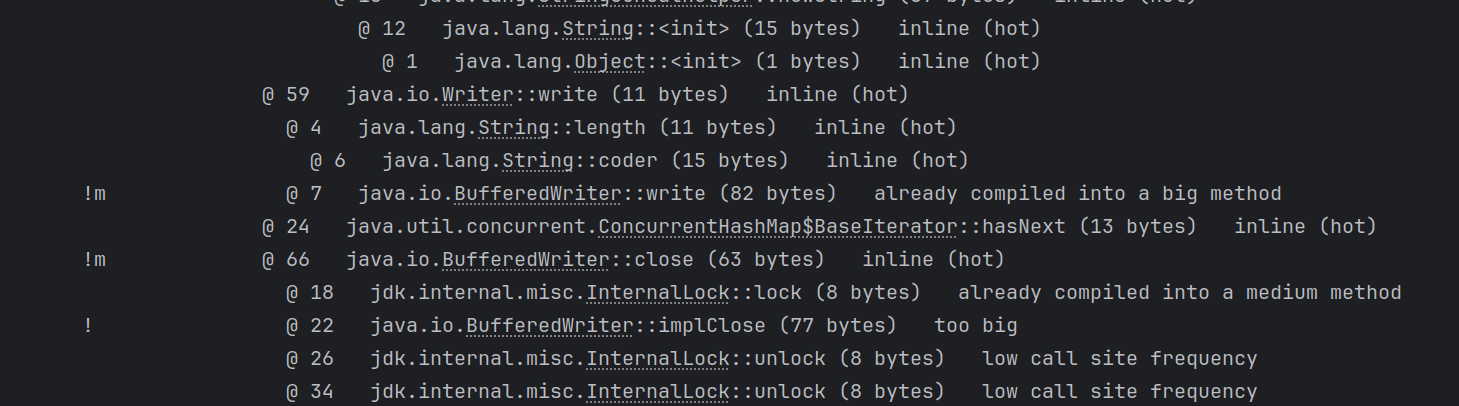 @ 12 java.lang.String::<init> (15 bytes) inline (hot)
@ 1 java.lang.Object::<init> (1 bytes) inline (hot)
@ 59 java.io.Writer::write (11 bytes) inline (hot)
@ 4 java.lang.String::length (11 bytes) inline (hot)
@ 6 java.lang.String::coder (15 bytes) inline (hot)
!m @ 7 java.io.BufferedWriter::write (82 bytes) already compiled into a big method
@ 24 java.util.concurrent.ConcurrentHashMap$BaseIterator::hasNext (13 bytes) inline (hot)
!m @ 66 java.io.BufferedWriter::close (63 bytes) inline (hot)
@ 18 jdk.internal.misc.InternalLock::lock (8 bytes) already compiled into a medium method
! @ 22 java.io.BufferedWriter::implClose (77 bytes) too big
@ 26 jdk.internal.misc.InternalLock::unlock (8 bytes) low call site frequency
@ 34 jdk.internal.misc.InternalLock::unlock (8 bytes) low call site frequency